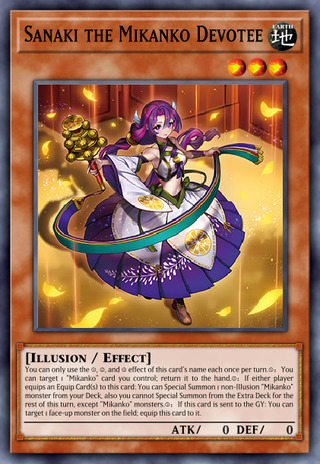 Sanaki the Mikanko Devotee
EARTH
地
[Illusion / Effect]
You can only use the ①, ②, and ③ effect of this card's name each once per turn.①: You
can target 1 "Mikanko" card you control; return it to the hand.②: If either player
equips an Equip Card(s) to this card: You can Special Summon 1 non-Illusion "Mikanko"
monster from your Deck, also you cannot Special Summon from the Extra Deck for the
rest of this turn, except "Mikanko" monsters.③: If this card is sent to the GY: You can
target 1 face-up monster on the field; equip this card to it.
ATK/ 0 DEF/ 0